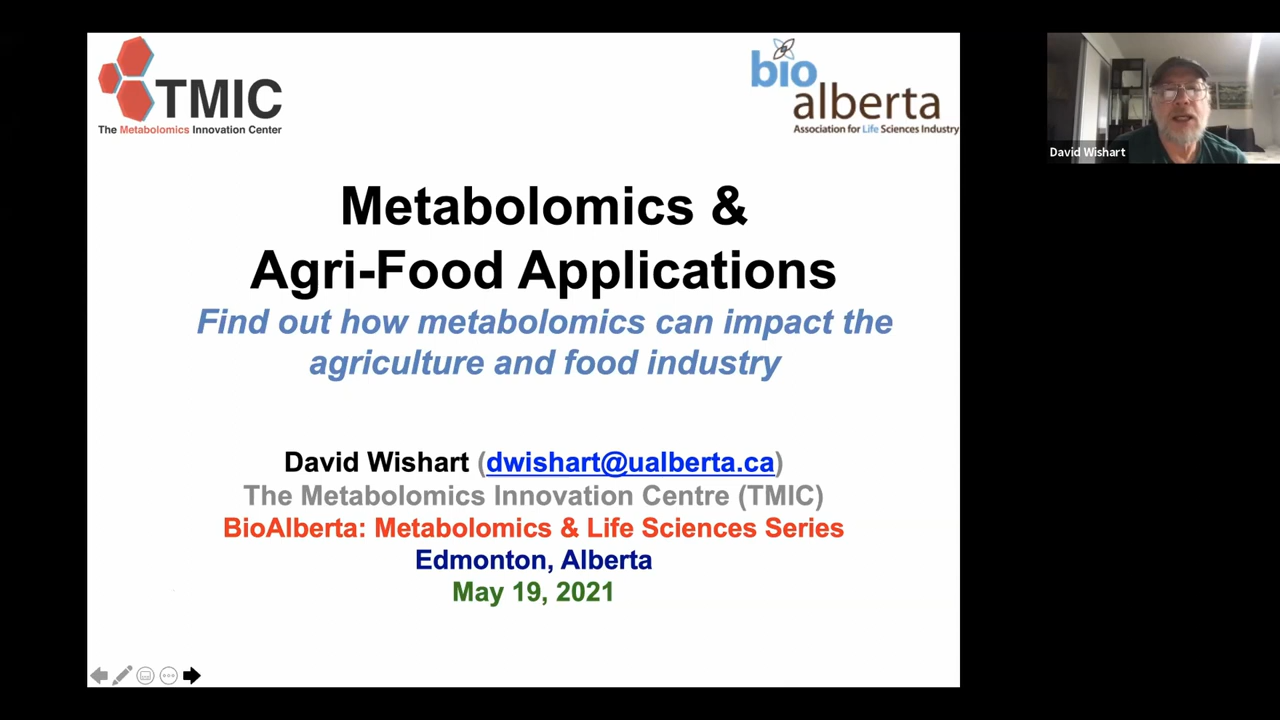 TMIC
The Metabolomics Innovation Center
bio
alberta
Association for Life Sciences Industry
David Wishart
Metabolomics &
Agri-Food Applications
Find out how metabolomics can impact the
agriculture and food industry
David Wishart (dwishart@ualberta.ca)
The Metabolomics Innovation Centre (TMIC)
BioAlberta: Metabolomics & Life Sciences Series
Edmonton, Alberta
May 19, 2021